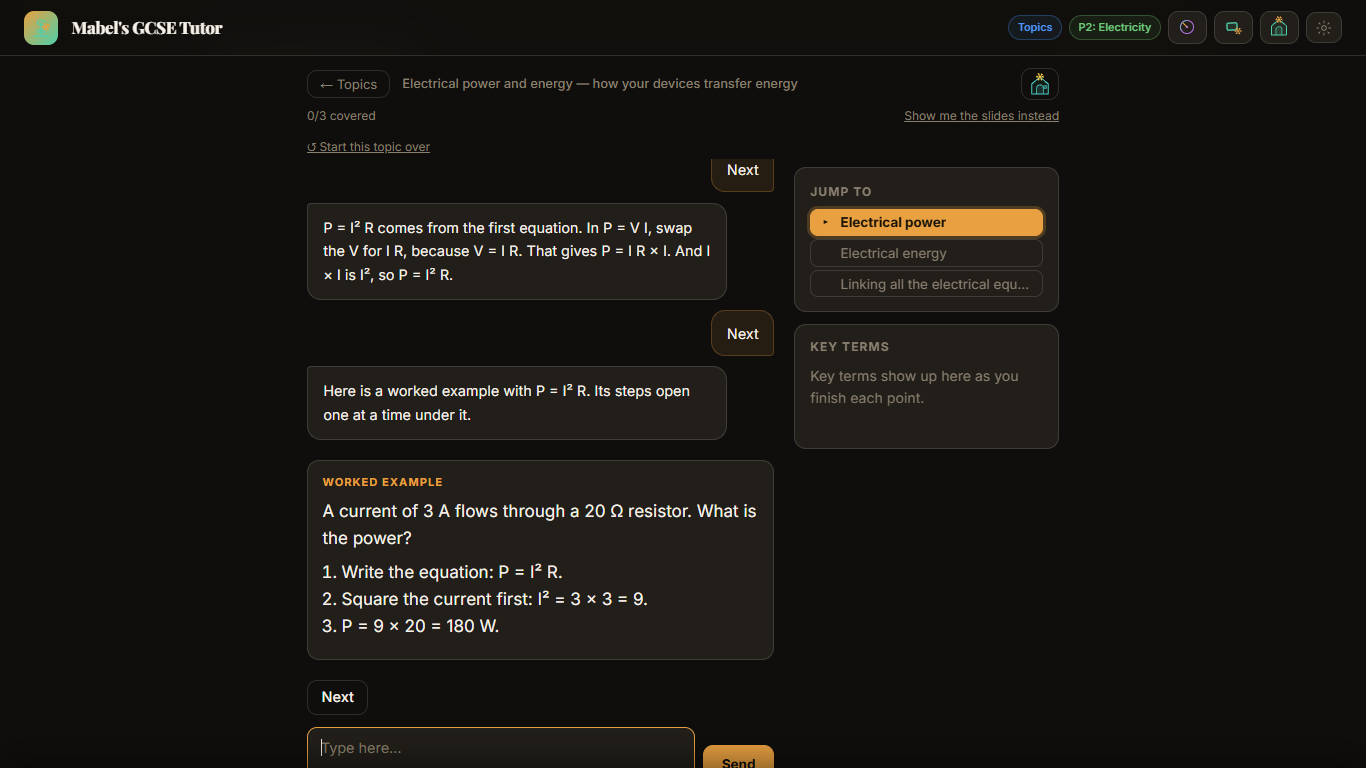 Mabel's GCSE Tutor
Topics
P2: Electricity
← Topics
Electrical power and energy — how your devices transfer energy
0/3 covered
Show me the slides instead
↺ Start this topic over
Next
P = I² R comes from the first equation. In P = V I, swap
the V for I R, because V = I R. That gives P = I R × I. And I
× I is I², so P = I² R.
Next
Here is a worked example with P = I² R. Its steps open
one at a time under it.
WORKED EXAMPLE
A current of 3 A flows through a 20 Ω resistor. What is
the power?
1. Write the equation: P = I² R.
2. Square the current first: I² = 3 × 3 = 9.
3. P = 9 × 20 = 180 W.
Next
Type here...
Send
JUMP TO
Electrical power
Electrical energy
Linking all the electrical equ...
KEY TERMS
Key terms show up here as you
finish each point.